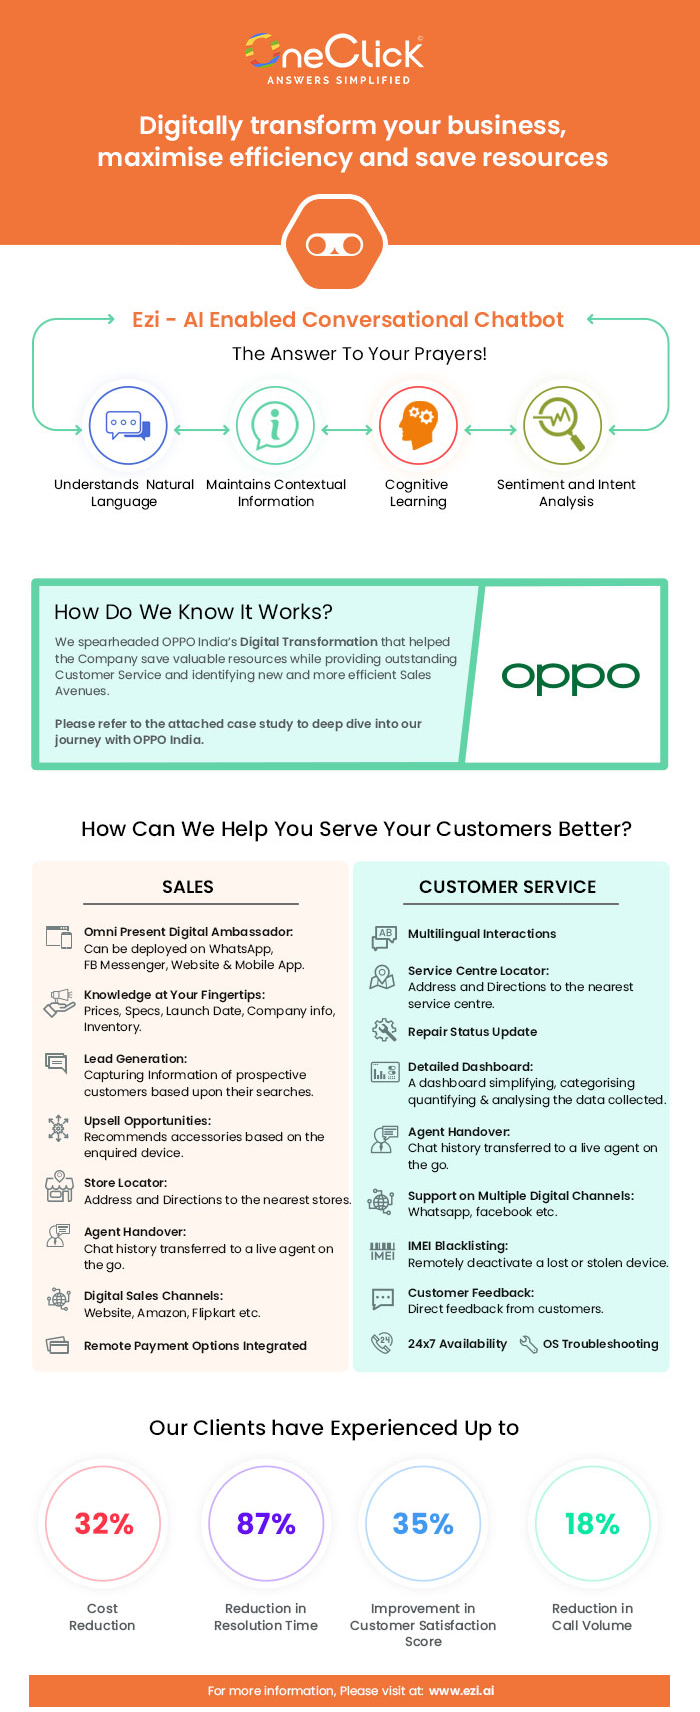 OneClick©
ANSWERS SIMPLIFIED
Digitally transform your business,
maximise efficiency and save resources
Ezi - AI Enabled Conversational Chatbot
The Answer To Your Prayers!
Understands Natural
Language
Maintains Contextual
Information
Cognitive
Learning
Sentiment and Intent
Analysis
How Do We Know It Works?
We spearheaded OPPO India's Digital Transformation that helped
the Company save valuable resources while providing outstanding
Customer Service and identifying new and more efficient Sales
Avenues.
Please refer to the attached case study to deep dive into our
journey with OPPO India.
oppo
How Can We Help You Serve Your Customers Better?
SALES
Omni Present Digital Ambassador:
Can be deployed on WhatsApp,
FB Messenger, Website & Mobile App.
Knowledge at Your Fingertips:
Prices, Specs, Launch Date, Company info,
Inventory.
Lead Generation:
Capturing Information of prospective
customers based upon their searches.
Upsell Opportunities:
Recommends accessories based on the
enquired device.
Store Locator:
Address and Directions to the nearest stores.
Agent Handover:
Chat history transferred to a live agent on
the go.
Digital Sales Channels:
Website, Amazon, Flipkart etc.
Remote Payment Options Integrated
CUSTOMER SERVICE
AB
Multilingual Interactions
Service Centre Locator:
Address and Directions to the nearest
service centre.
Repair Status Update
Detailed Dashboard:
A dashboard simplifying, categorising
quantifying & analysing the data collected.
Agent Handover:
Chat history transferred to a live agent on
the go.
Support on Multiple Digital Channels:
Whatsapp, facebook etc.
IMEI
IMEI Blacklisting:
Remotely deactivate a lost or stolen device.
Customer Feedback:
Direct feedback from customers.
24
24x7 Availability
OS Troubleshooting
Our Clients have Experienced Up to
32%
Cost
Reduction
87%
Reduction in
Resolution Time
35%
Improvement in
Customer Satisfaction
Score
18%
Reduction in
Call Volume
For more information, Please visit at: www.ezi.ai